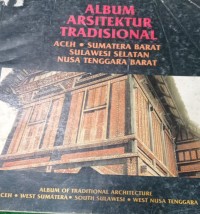 ALBUM
ARSITEKTUR
TRADISIONAL
ACEH • SUMATERA BARAT
SULAWESI SELATAN
NUSA TENGGARA BARAT
ALBUM OF TRADITIONAL ARCHITECTURE
ACEH • WEST SUMATERA • SOUTH SULAWESI • WEST NUSA TENGGARA